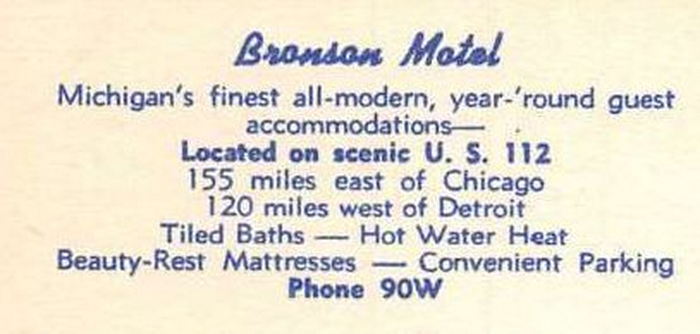 Bronson Motel
Michigan's finest all-modern, year-'round guest
accommodations—
Located on scenic U. S. 112
155 miles east of Chicago
120 miles west of Detroit
Tiled Baths — Hot Water Heat
Beauty-Rest Mattresses — Convenient Parking
Phone 90W